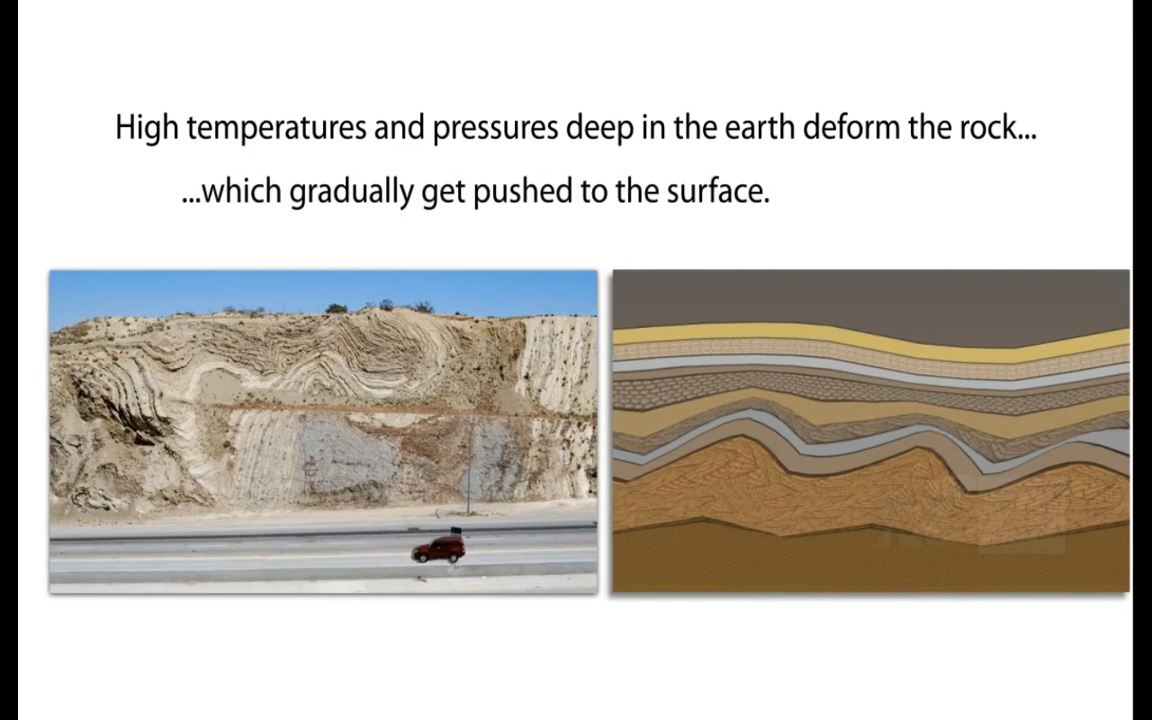 High temperatures and pressures deep in the earth deform the rock...
...which gradually get pushed to the surface.